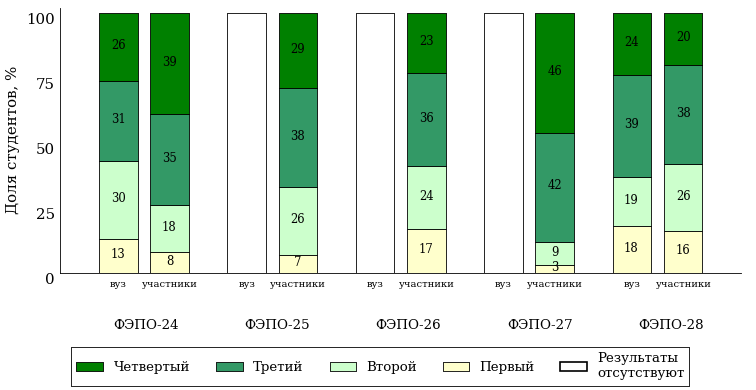 Доля студентов, %
100
75
50
25
0
26 39 29 23 46 24 20
31 35 38 36 42 39 38
30 18 26 24 9 19 26
13 8 7 17 3 18 16
вуз участники вуз участники вуз участники вуз участники вуз участники
ФЭПО-24 ФЭПО-25 ФЭПО-26 ФЭПО-27 ФЭПО-28
Четвертый Третий Второй Первый Результаты
отсутствуют